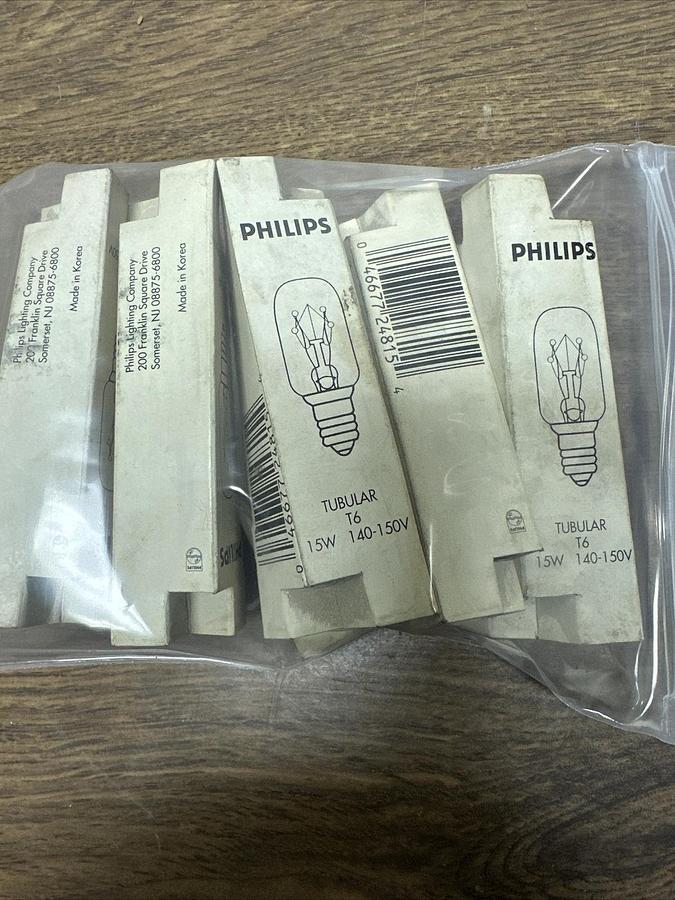 Philips Lighting Company
200 Franklin Square Drive
Somerset, NJ 08875-6800
Made in Korea
Philips Lighting Company
200 Franklin Square Drive
Somerset, NJ 08875-6800
Made in Korea
PHILIPS
TUBULAR
T6
15W 140-150V
0 46677 24815 4
PHILIPS
TUBULAR
T6
15W 140-150V